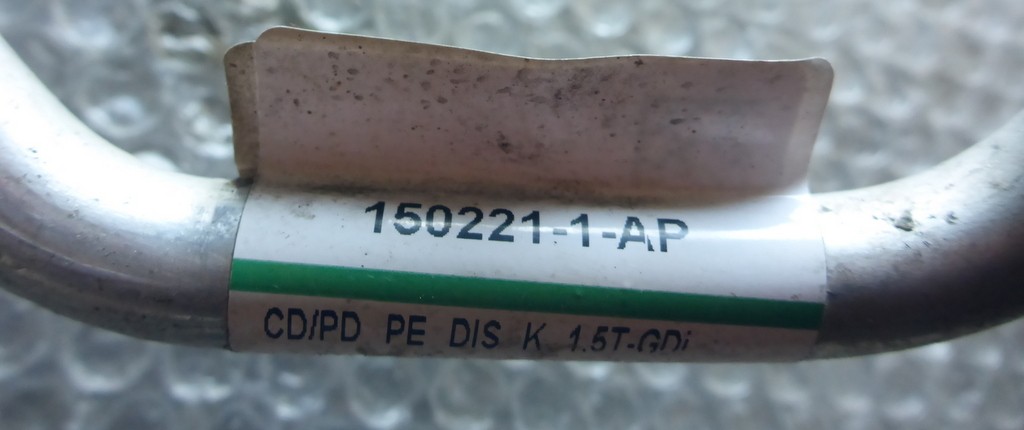 150221-1-AP
CD/PD PE DIS K 1.5T-GDi